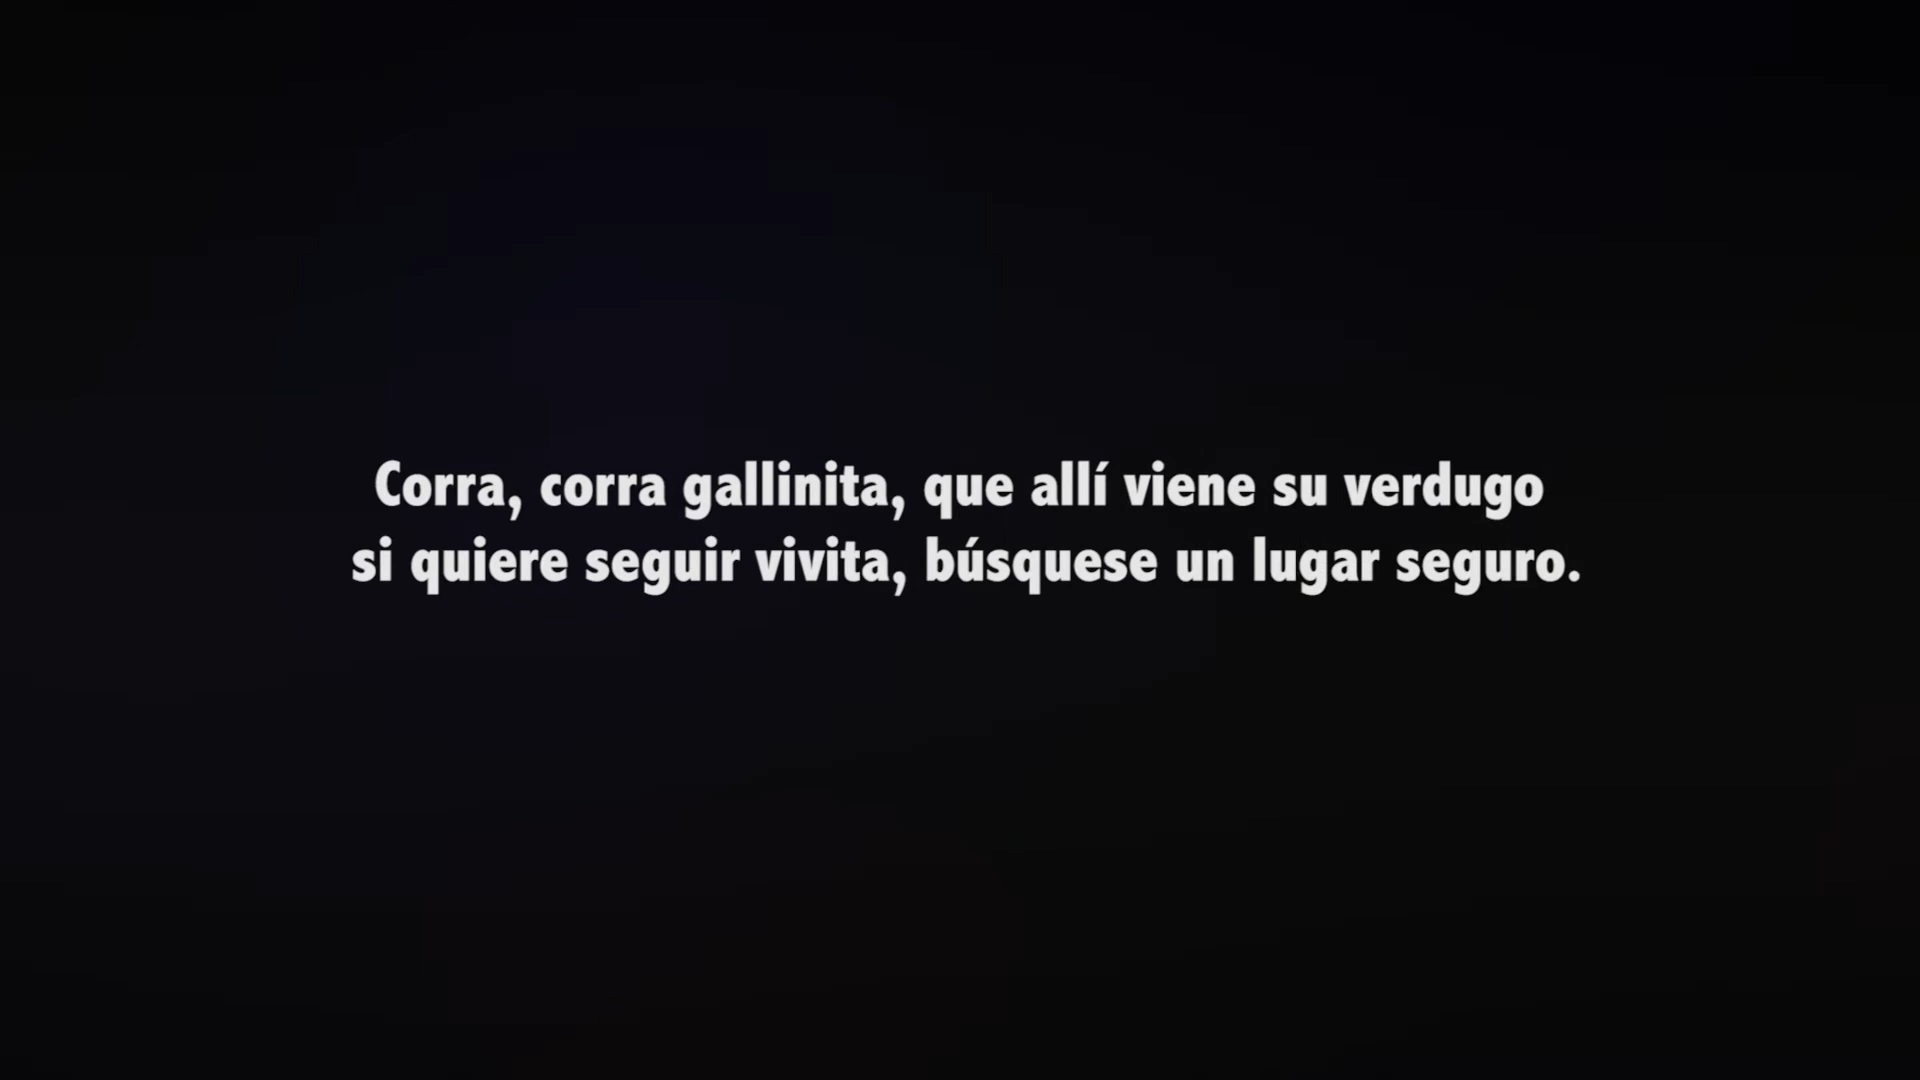 Corra, corra gallinita, que allí viene su verdugo
si quiere seguir vivita, búsquese un lugar seguro.